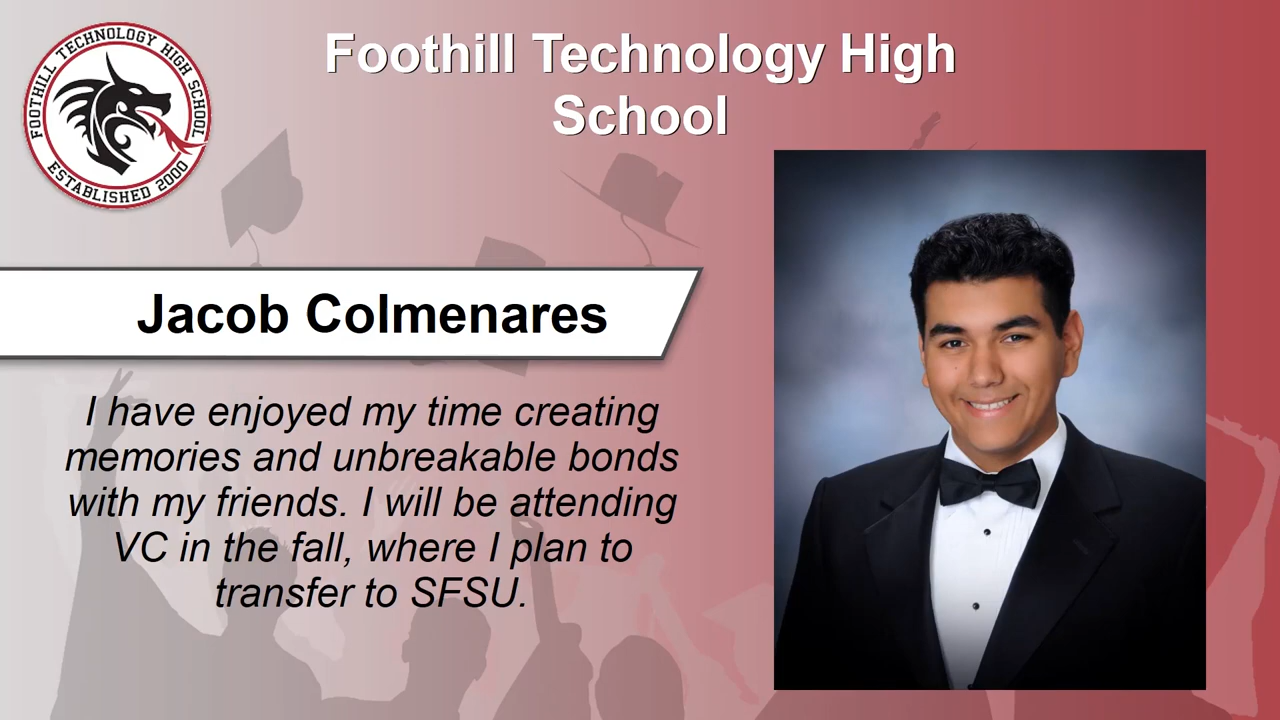 FOOTHILL TECHNOLOGY HIGH SCHOOL
ESTABLISHED 2000
Foothill Technology High
School
Jacob Colmenares
I have enjoyed my time creating
memories and unbreakable bonds
with my friends. I will be attending
VC in the fall, where I plan to
transfer to SFSU.